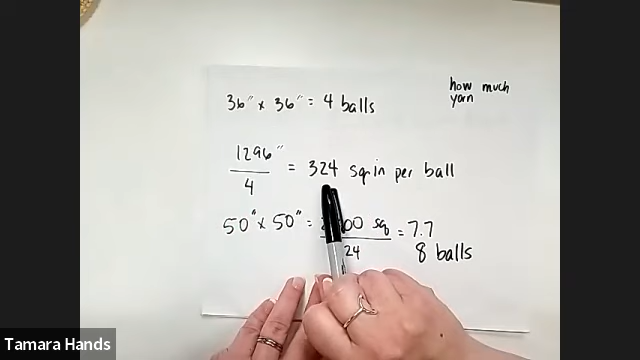 how much
yarn
36" x 36" = 4 balls
1296" = 324 sq in per ball
4
50" x 50" = 00 sq = 7.7
24 8 balls
Tamara Hands